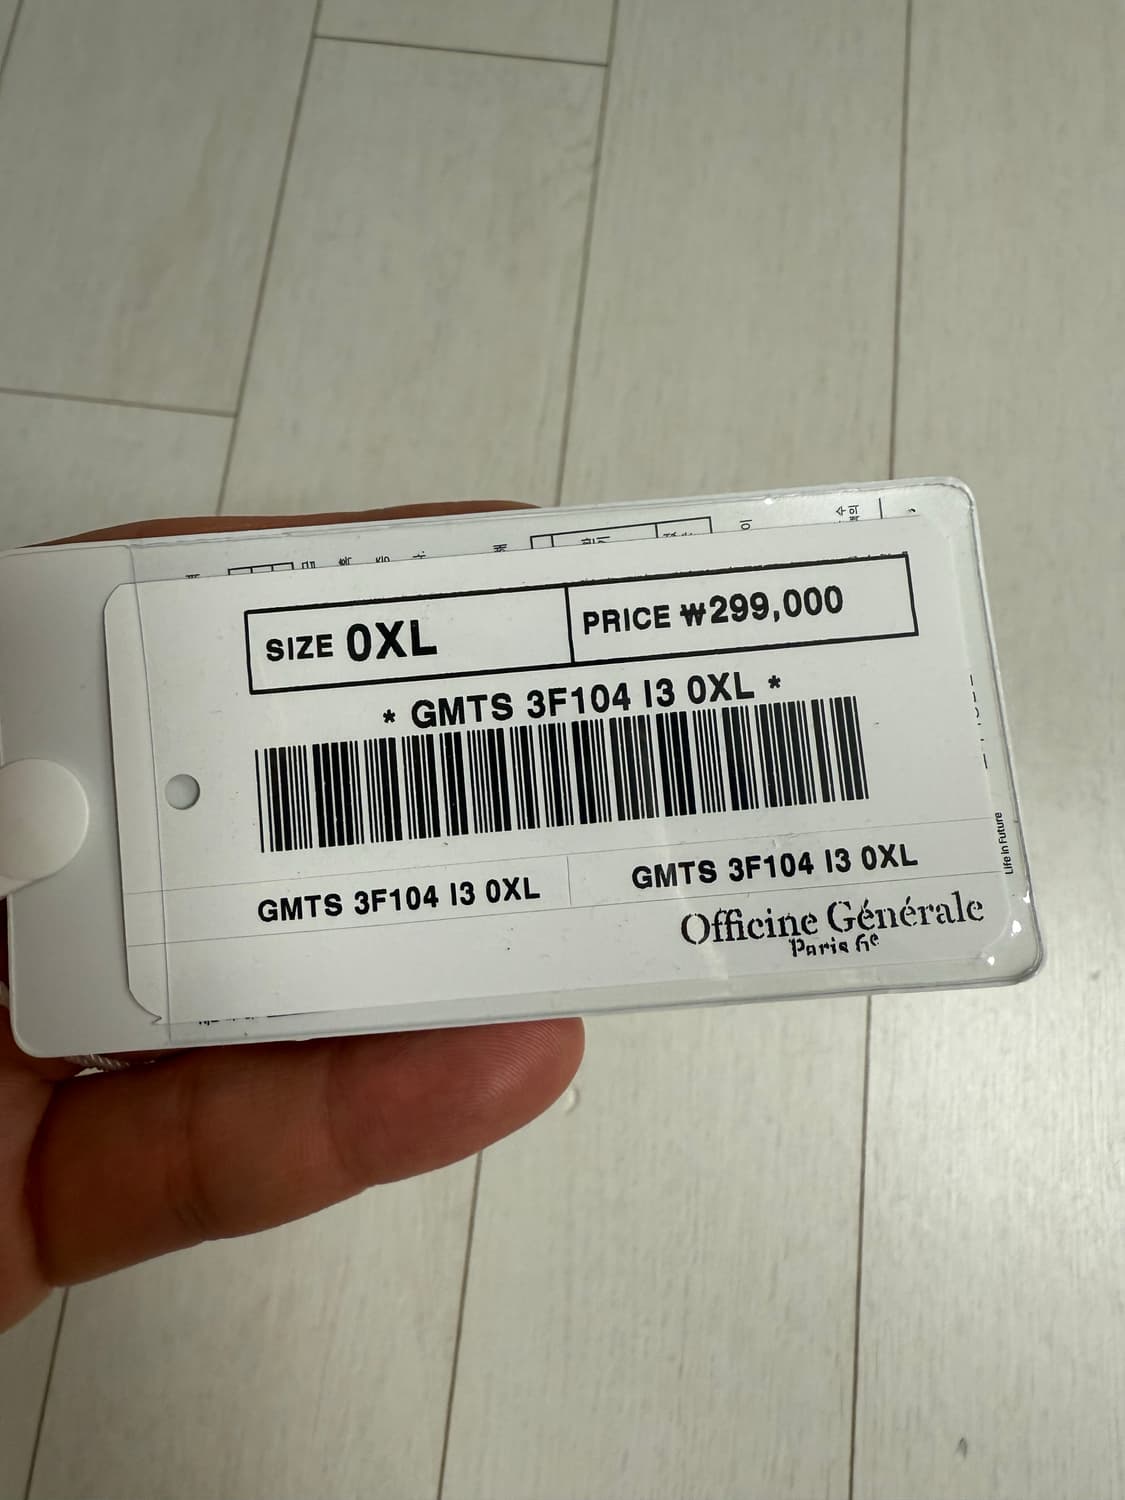 SIZE 0XL
PRICE ₩299,000
* GMTS 3F104 I3 0XL *
GMTS 3F104 I3 0XL
GMTS 3F104 I3 0XL
Officine Générale
Paris 6e
Life in Future